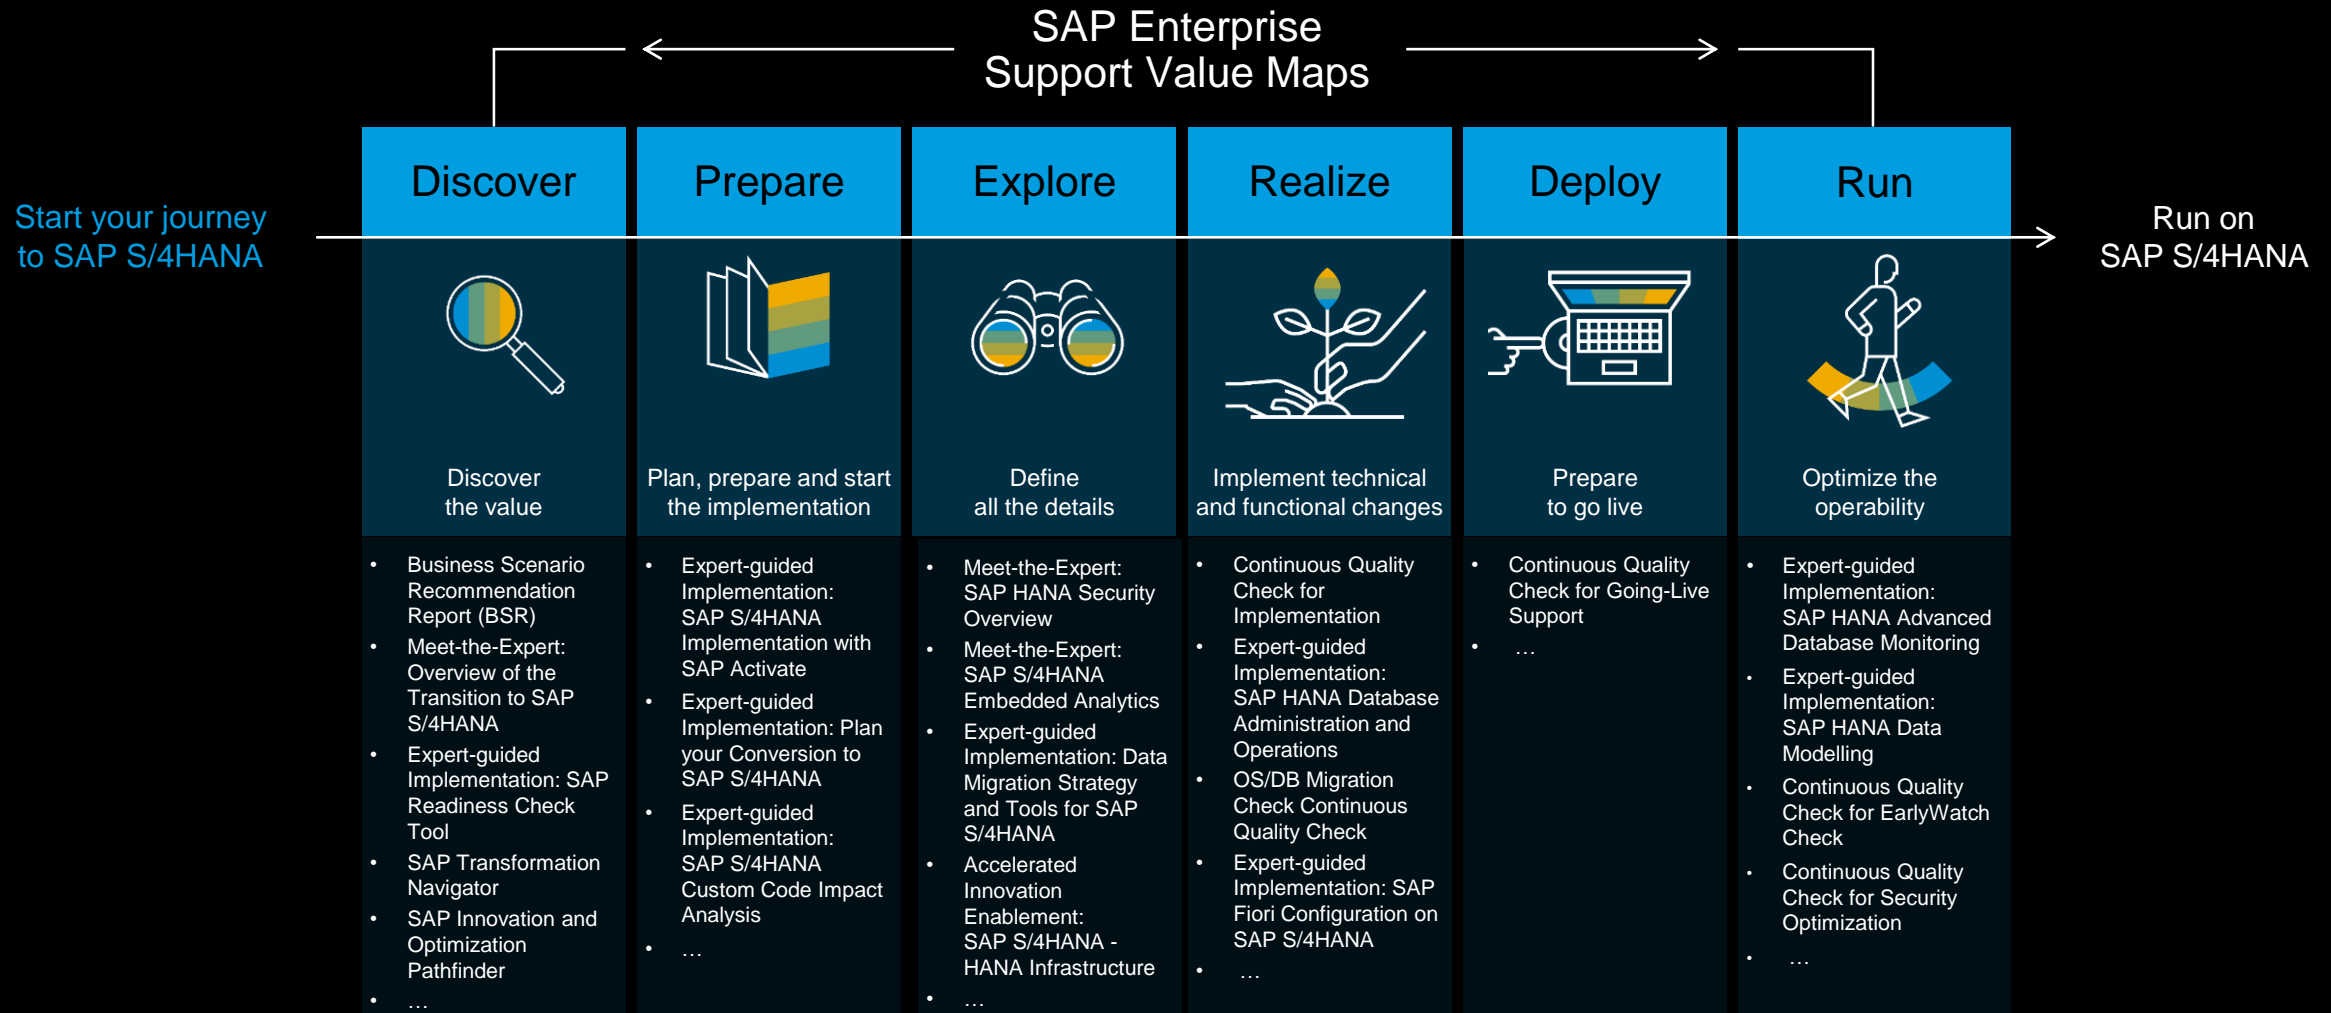 SAP Enterprise
Support Value Maps
Start your journey
to SAP S/4HANA
Run on
SAP S/4HANA
Discover
Discover
the value
• Business Scenario
Recommendation
Report (BSR)
• Meet-the-Expert:
Overview of the
Transition to SAP
S/4HANA
• Expert-guided
Implementation: SAP
Readiness Check
Tool
• SAP Transformation
Navigator
• SAP Innovation and
Optimization
Pathfinder
• …
Prepare
Plan, prepare and start
the implementation
• Expert-guided
Implementation:
SAP S/4HANA
Implementation with
SAP Activate
• Expert-guided
Implementation: Plan
your Conversion to
SAP S/4HANA
• Expert-guided
Implementation:
SAP S/4HANA
Custom Code Impact
Analysis
• …
Explore
Define
all the details
• Meet-the-Expert:
SAP HANA Security
Overview
• Meet-the-Expert:
SAP S/4HANA
Embedded Analytics
• Expert-guided
Implementation: Data
Migration Strategy
and Tools for SAP
S/4HANA
• Accelerated
Innovation
Enablement:
SAP S/4HANA -
HANA Infrastructure
• …
Realize
Implement technical
and functional changes
• Continuous Quality
Check for
Implementation
• Expert-guided
Implementation:
SAP HANA Database
Administration and
Operations
• OS/DB Migration
Check Continuous
Quality Check
• Expert-guided
Implementation: SAP
Fiori Configuration on
SAP S/4HANA
• …
Deploy
Prepare
to go live
• Continuous Quality
Check for Going-Live
Support
• …
Run
Optimize the
operability
• Expert-guided
Implementation:
SAP HANA Advanced
Database Monitoring
• Expert-guided
Implementation:
SAP HANA Data
Modelling
• Continuous Quality
Check for EarlyWatch
Check
• Continuous Quality
Check for Security
Optimization
• …